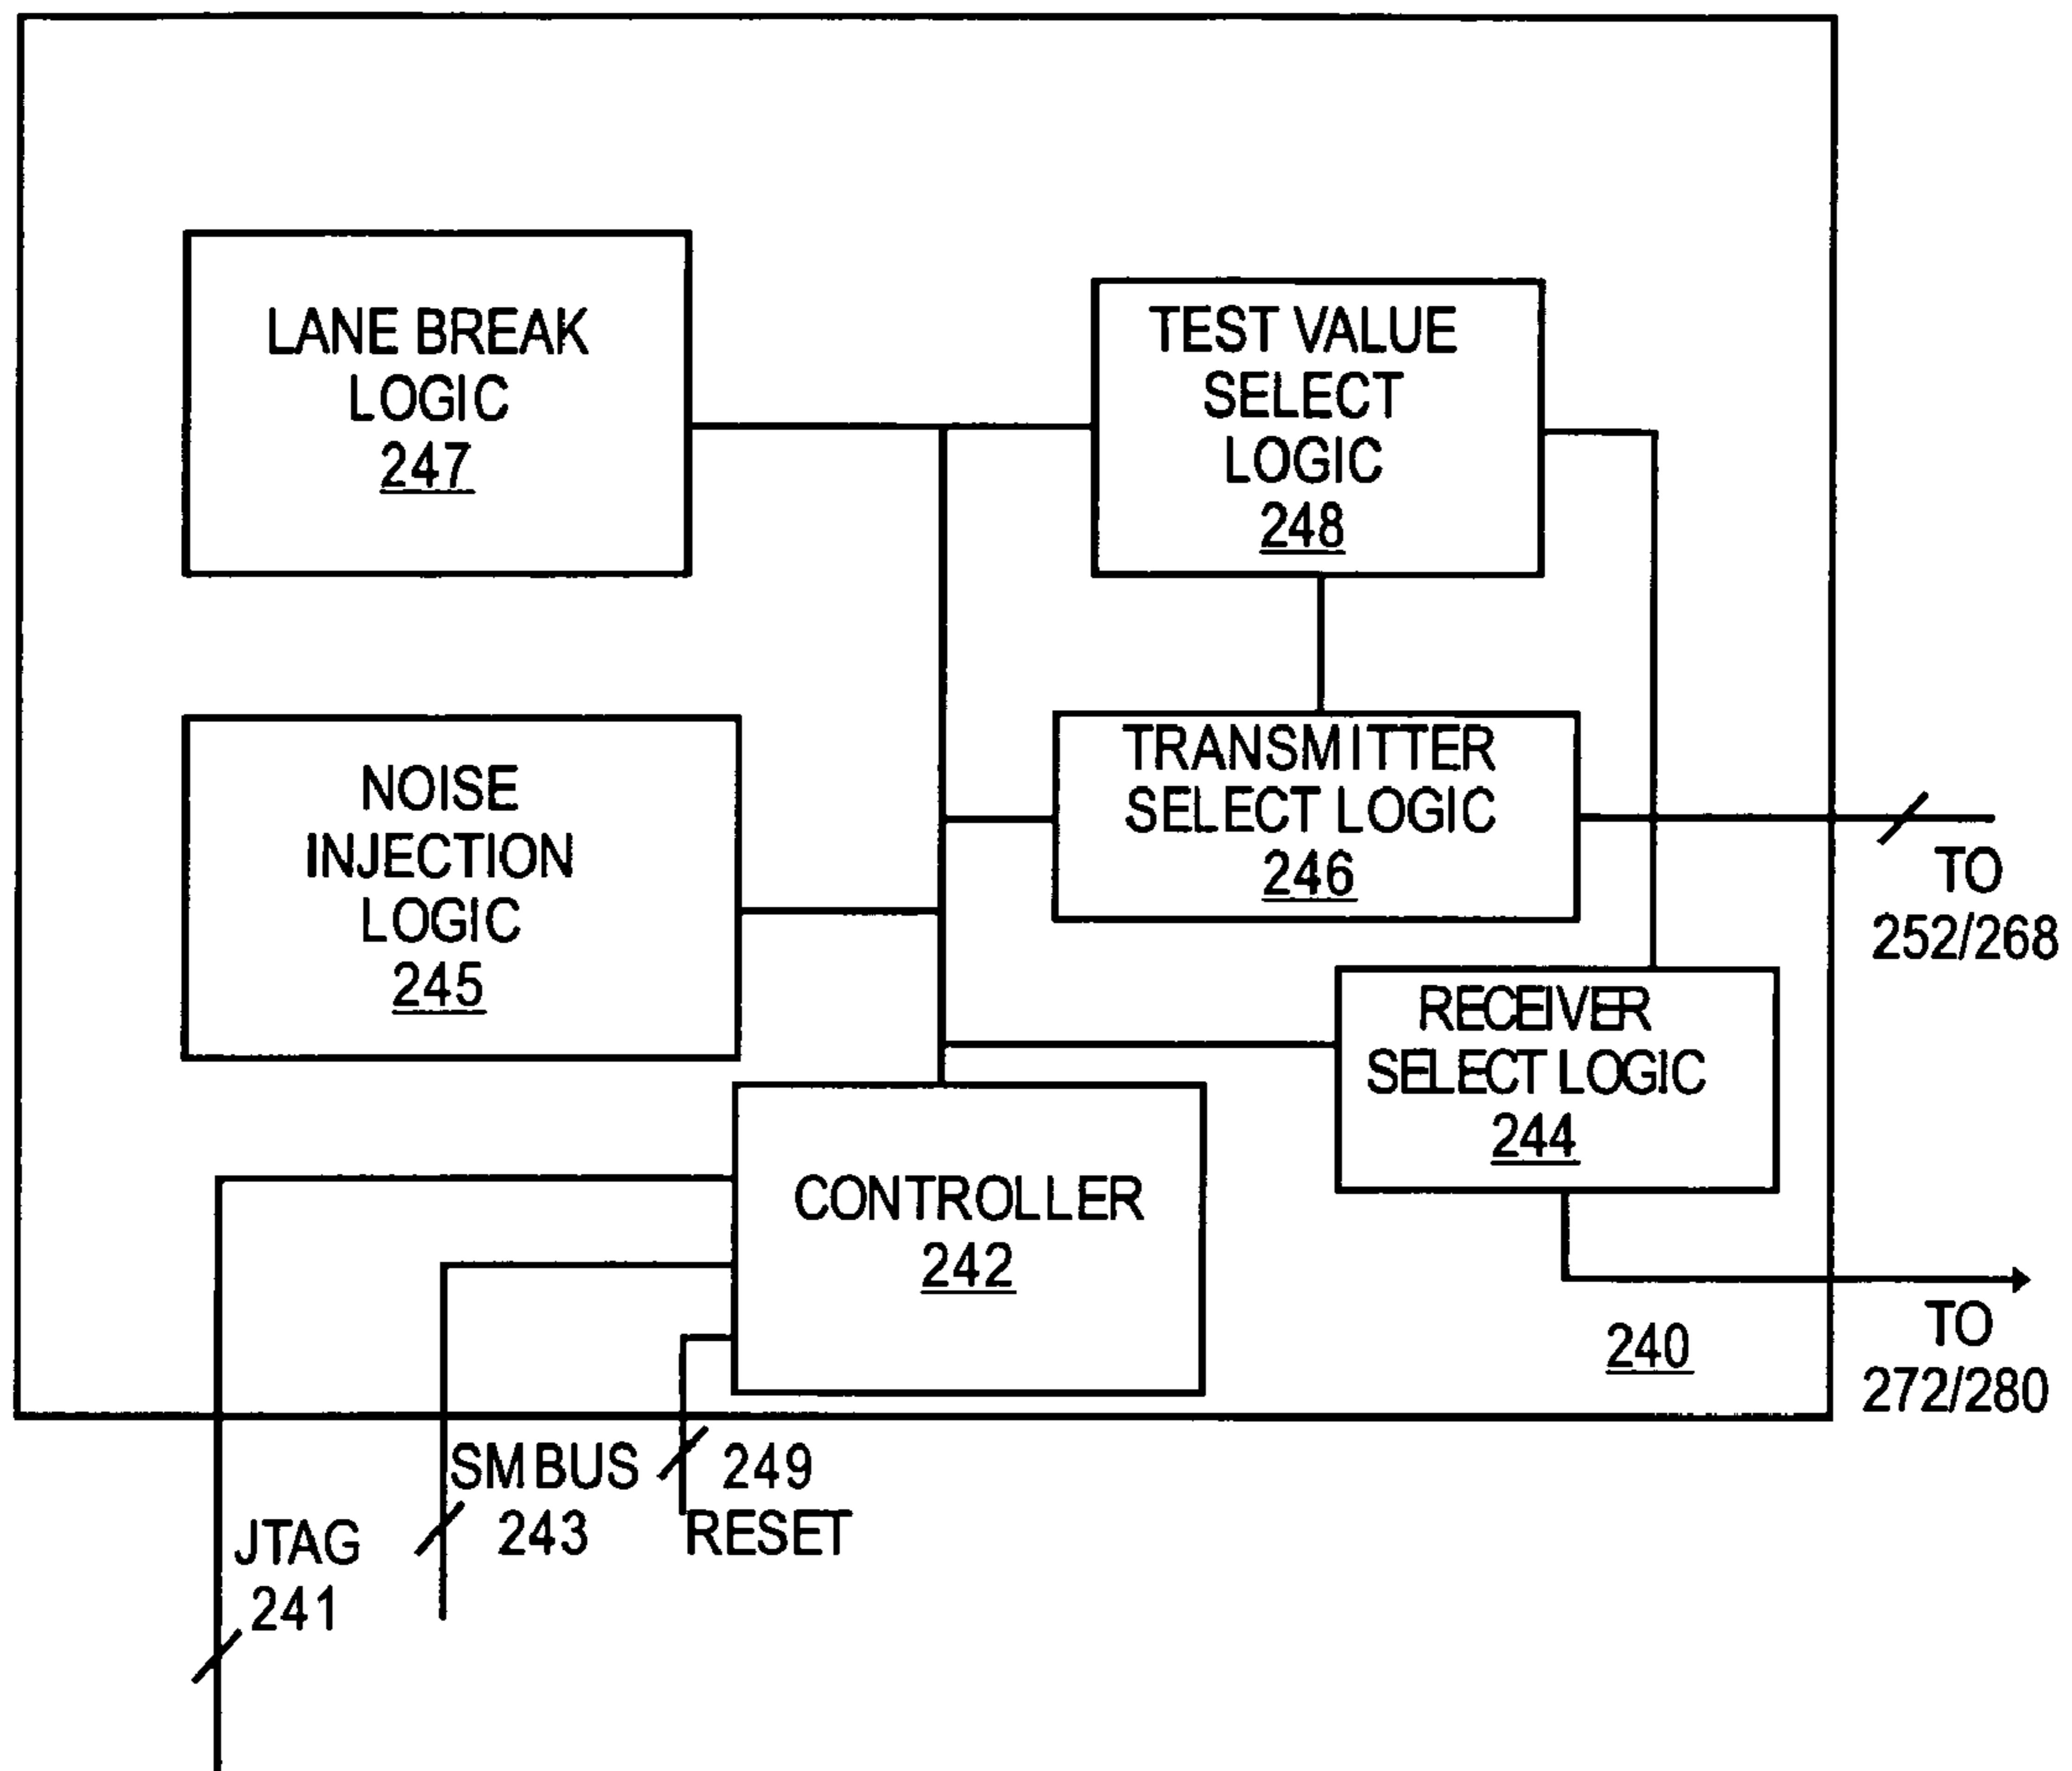 LANE BREAK
LOGIC
247
TEST VALUE
SELECT
LOGIC
248
NOISE
INJECTION
LOGIC
245
TRANSMITTER
SELECT LOGIC
246
TO
252/268
RECEIVER
SELECT LOGIC
244
CONTROLLER
242
240
TO
272/280
SMBUS
243
249
RESET
JTAG
241